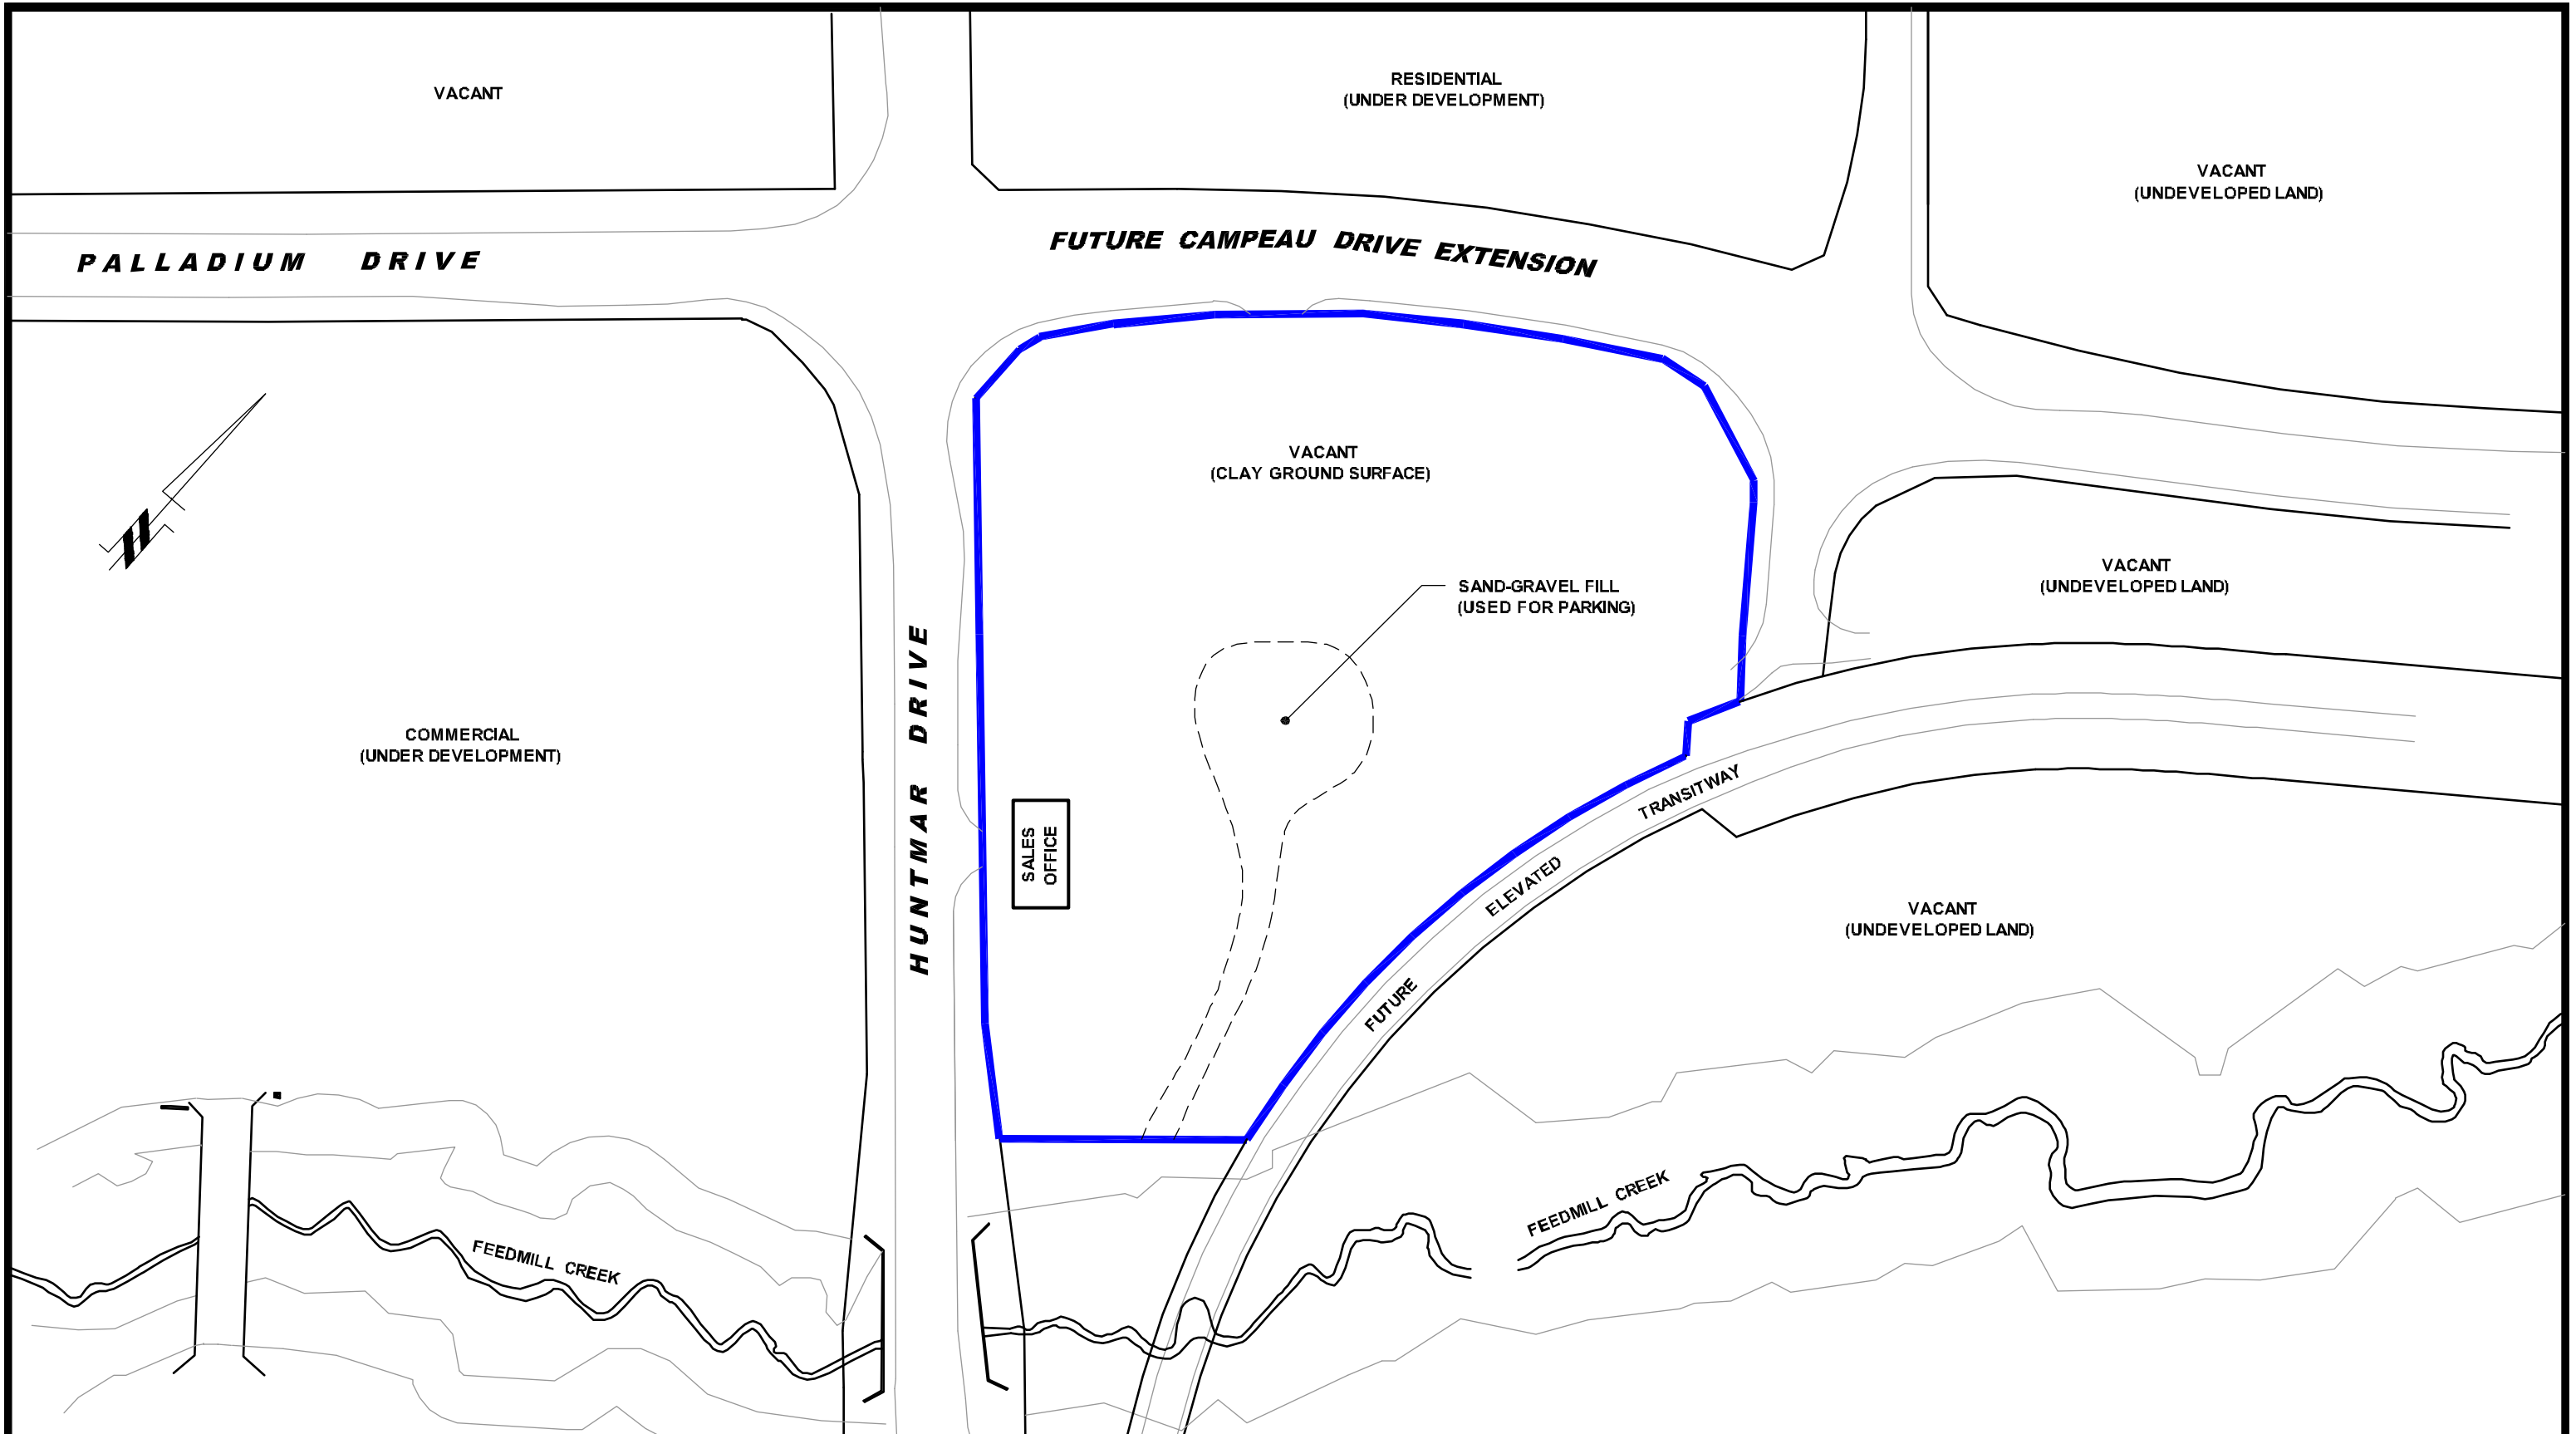 VACANT
RESIDENTIAL
(UNDER DEVELOPMENT)
VACANT
(UNDEVELOPED LAND)
PALLADIUM DRIVE
FUTURE CAMPEAU DRIVE EXTENSION
VACANT
(CLAY GROUND SURFACE)
SAND-GRAVEL FILL
(USED FOR PARKING)
VACANT
(UNDEVELOPED LAND)
COMMERCIAL
(UNDER DEVELOPMENT)
HUNTMAR DRIVE
SALES
OFFICE
FUTURE ELEVATED TRANSITWAY
VACANT
(UNDEVELOPED LAND)
FEEDMILL CREEK
FEEDMILL CREEK